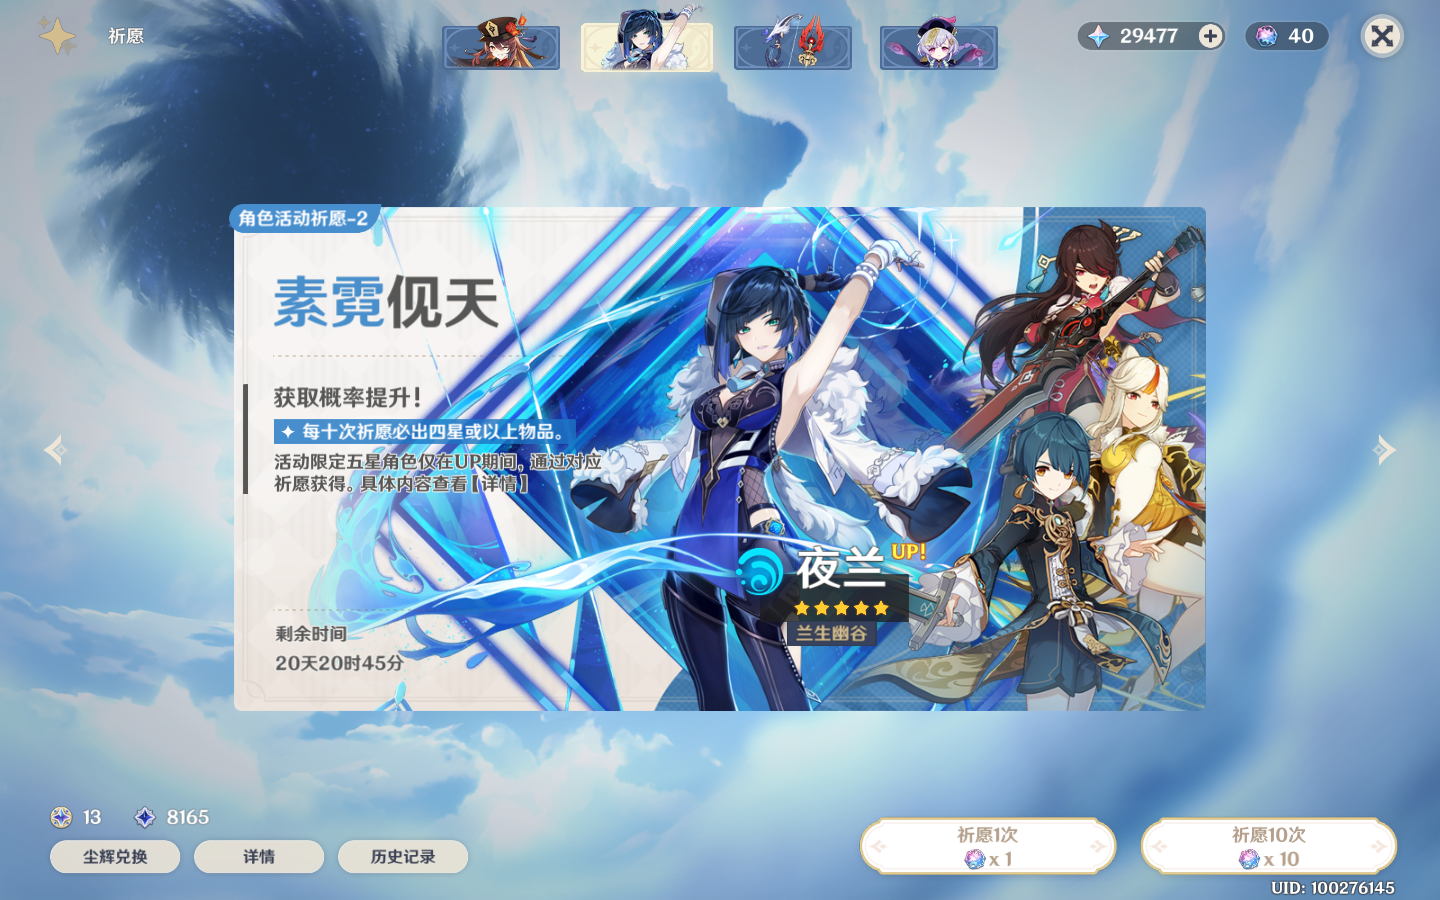 祈愿
29477
40
角色活动祈愿-2
素霓伣天
获取概率提升!
每十次祈愿必出四星或以上物品。
活动限定五星角色仅在UP期间,通过对应
祈愿获得。具体内容查看【详情】
夜兰
UP!
兰生幽谷
剩余时间
20天20时45分
13
8165
尘辉兑换
详情
历史记录
祈愿1次
x 1
祈愿10次
x 10
UID: 100276145